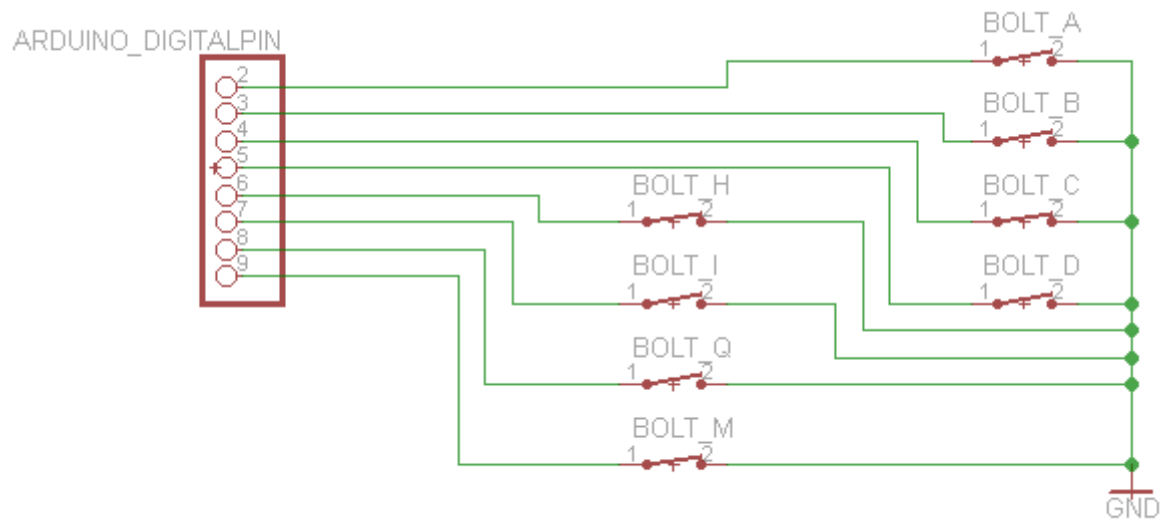 BOLT_A
ARDUINO_DIGITALPIN
1 2
2
3
BOLT_B
4
1 2
5
6
BOLT_H
BOLT_C
7
1 2
1 2
8
9
BOLT_I
BOLT_D
1 2
1 2
BOLT_Q
1 2
BOLT_M
1 2
GND